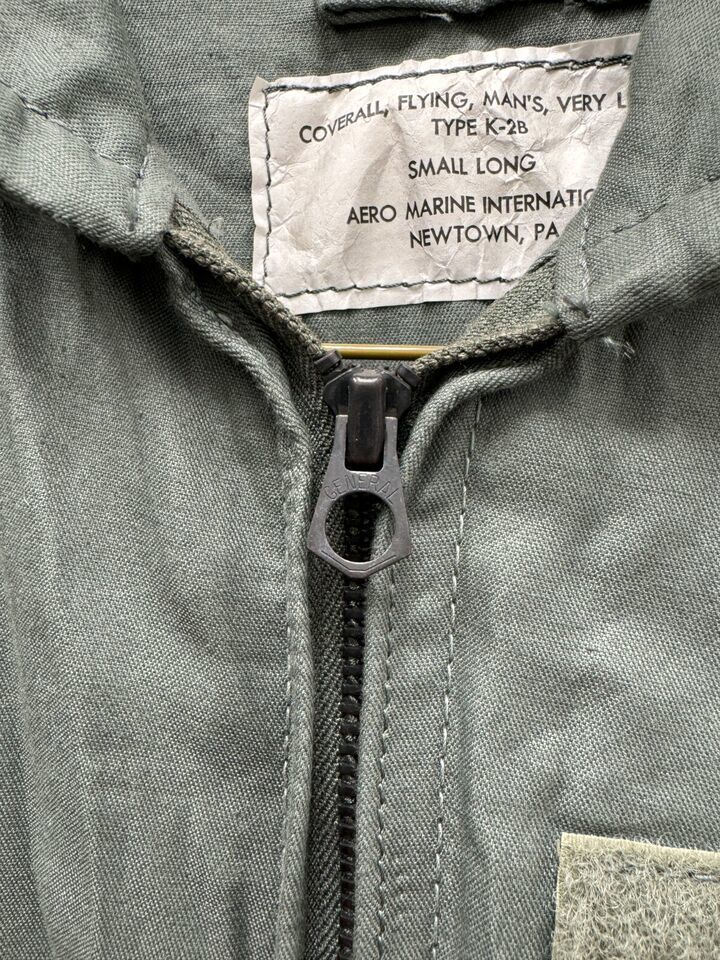 COVERALL, FLYING, MAN'S, VERY L
TYPE K-2B
SMALL LONG
AERO MARINE INTERNATIO
NEWTOWN, PA
GENERAL